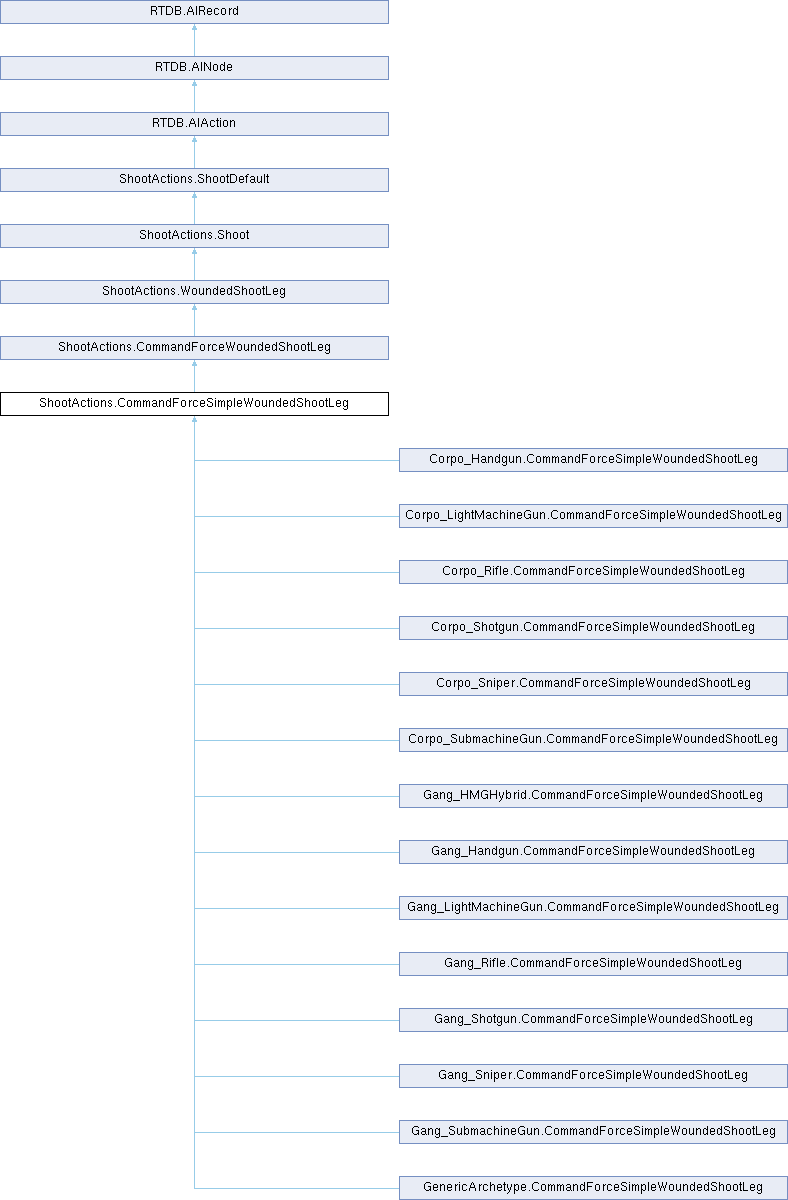 RTDB.AIRecord
RTDB.AINode
RTDB.AIAction
ShootActions.ShootDefault
ShootActions.Shoot
ShootActions.WoundedShootLeg
ShootActions.CommandForceWoundedShootLeg
ShootActions.CommandForceSimpleWoundedShootLeg
Corpo_Handgun.CommandForceSimpleWoundedShootLeg
Corpo_LightMachineGun.CommandForceSimpleWoundedShootLeg
Corpo_Rifle.CommandForceSimpleWoundedShootLeg
Corpo_Shotgun.CommandForceSimpleWoundedShootLeg
Corpo_Sniper.CommandForceSimpleWoundedShootLeg
Corpo_SubmachineGun.CommandForceSimpleWoundedShootLeg
Gang_HMGHybrid.CommandForceSimpleWoundedShootLeg
Gang_Handgun.CommandForceSimpleWoundedShootLeg
Gang_LightMachineGun.CommandForceSimpleWoundedShootLeg
Gang_Rifle.CommandForceSimpleWoundedShootLeg
Gang_Shotgun.CommandForceSimpleWoundedShootLeg
Gang_Sniper.CommandForceSimpleWoundedShootLeg
Gang_SubmachineGun.CommandForceSimpleWoundedShootLeg
GenericArchetype.CommandForceSimpleWoundedShootLeg